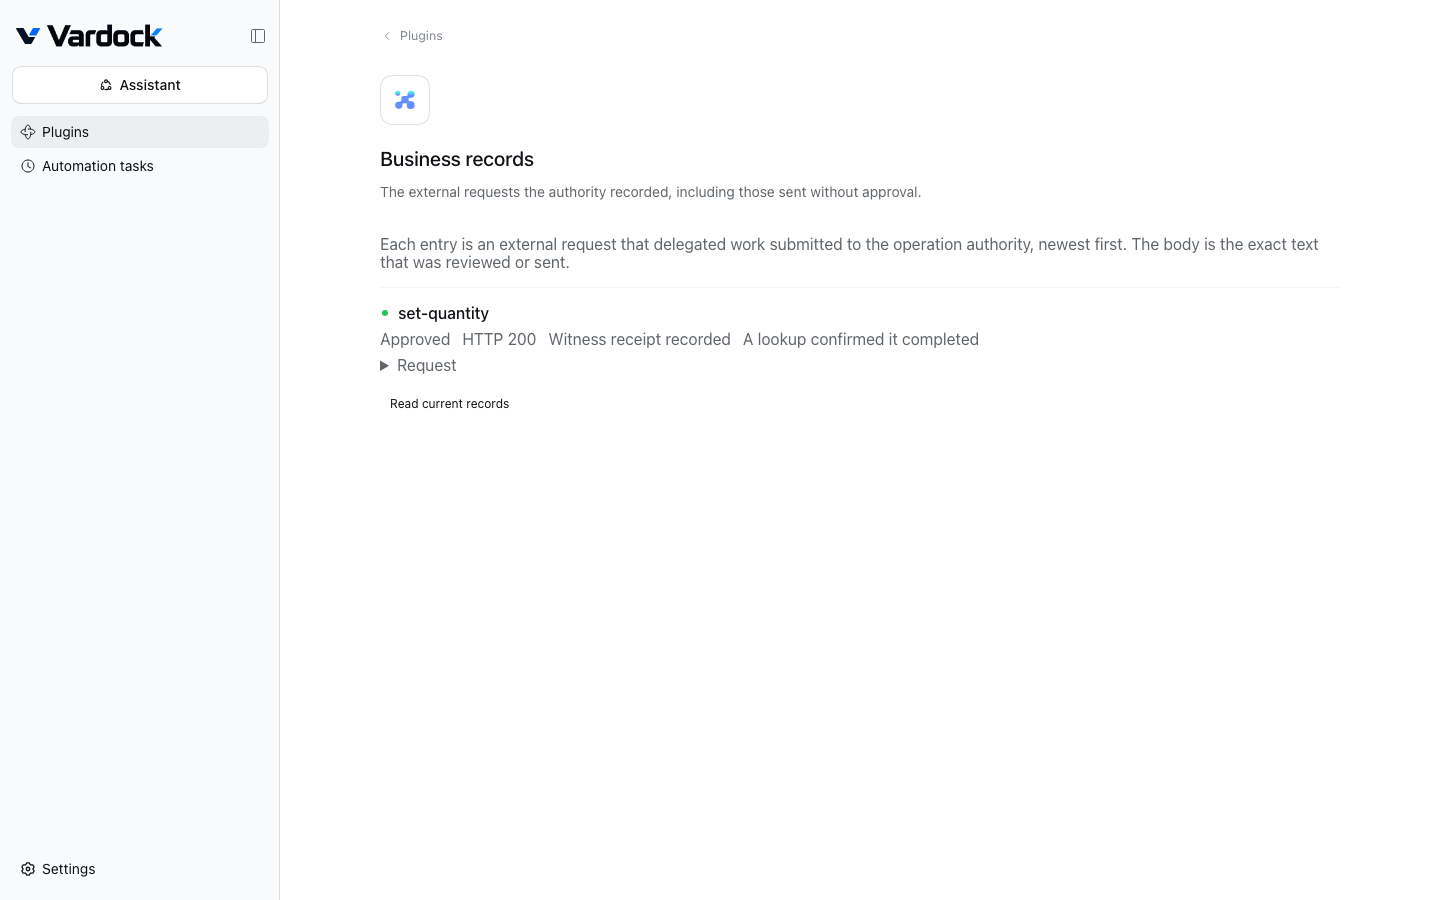 Vardock
Assistant
Plugins
Automation tasks
Settings
Plugins
Business records
The external requests the authority recorded, including those sent without approval.
Each entry is an external request that delegated work submitted to the operation authority, newest first. The body is the exact text
that was reviewed or sent.
set-quantity
Approved HTTP 200 Witness receipt recorded A lookup confirmed it completed
Request
Read current records